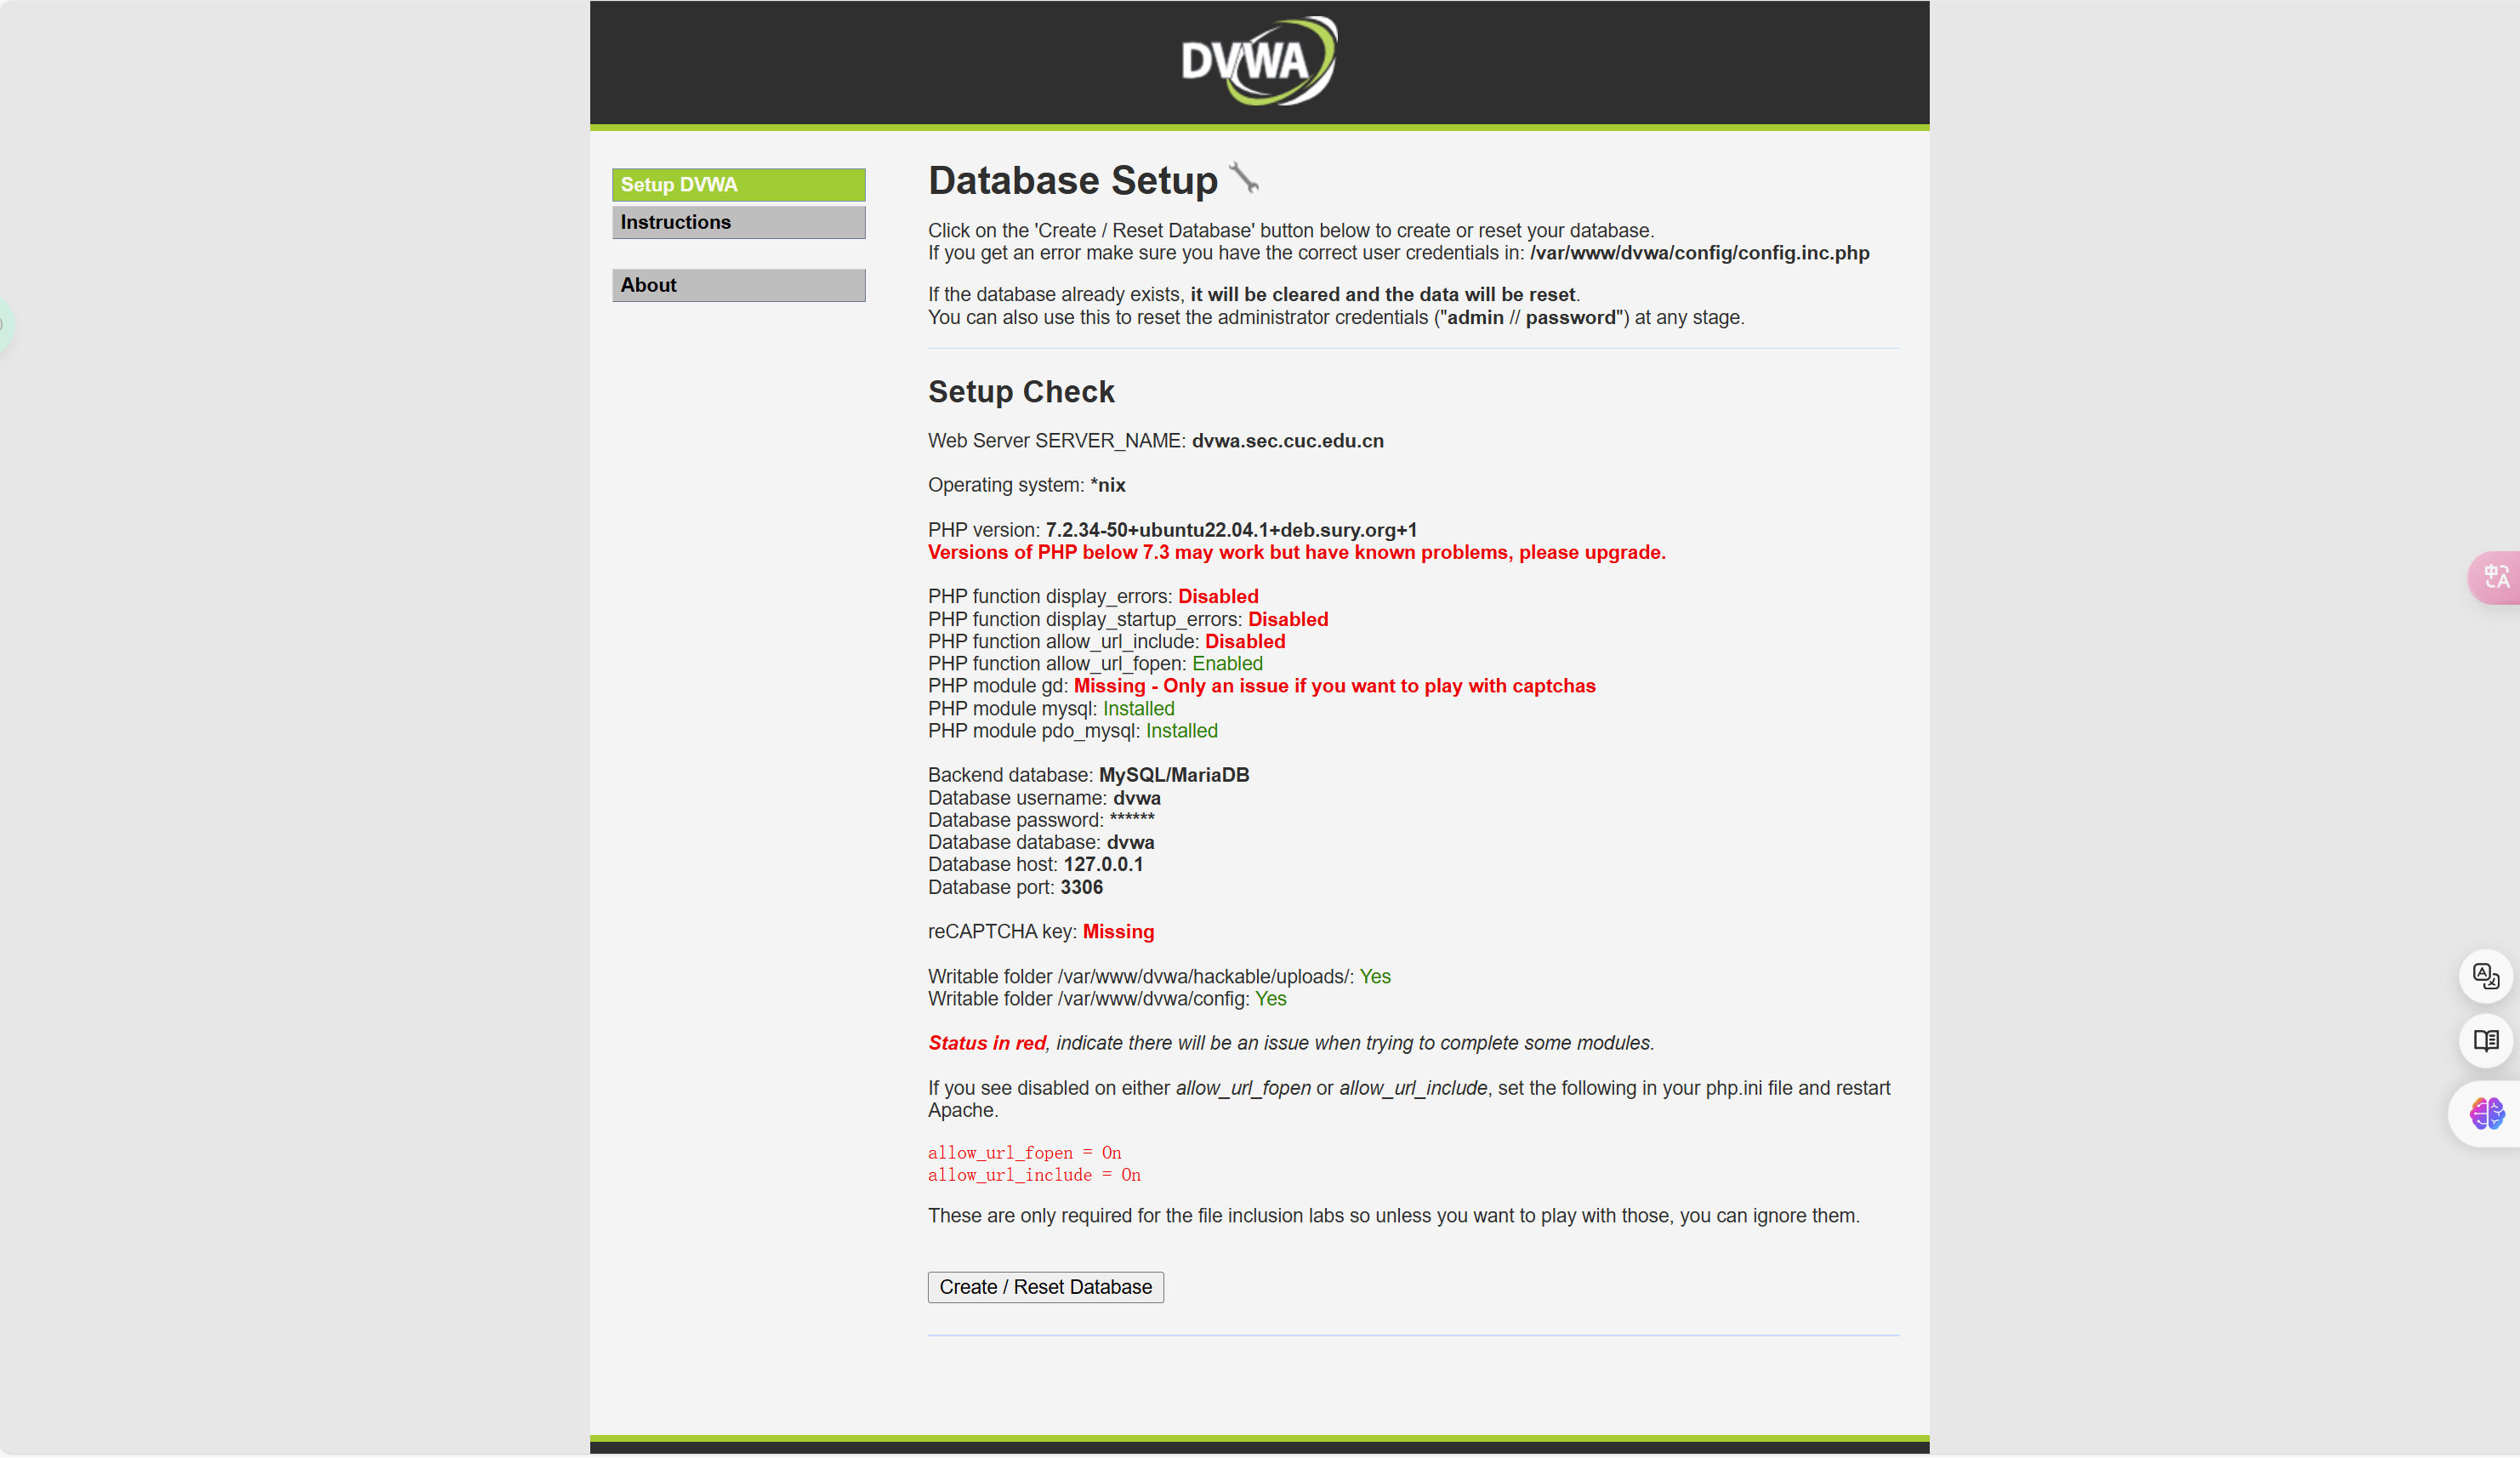 DVWA
Setup DVWA
Instructions
About
Database Setup
Click on the 'Create / Reset Database' button below to create or reset your database.
If you get an error make sure you have the correct user credentials in: /var/www/dvwa/config/config.inc.php
If the database already exists, it will be cleared and the data will be reset.
You can also use this to reset the administrator credentials ("admin // password") at any stage.
Setup Check
Web Server SERVER_NAME: dvwa.sec.cuc.edu.cn
Operating system: *nix
PHP version: 7.2.34-50+ubuntu22.04.1+deb.sury.org+1
Versions of PHP below 7.3 may work but have known problems, please upgrade.
PHP function display_errors: Disabled
PHP function display_startup_errors: Disabled
PHP function allow_url_include: Disabled
PHP function allow_url_fopen: Enabled
PHP module gd: Missing - Only an issue if you want to play with captchas
PHP module mysql: Installed
PHP module pdo_mysql: Installed
Backend database: MySQL/MariaDB
Database username: dvwa
Database password: ******
Database database: dvwa
Database host: 127.0.0.1
Database port: 3306
reCAPTCHA key: Missing
Writable folder /var/www/dvwa/hackable/uploads/: Yes
Writable folder /var/www/dvwa/config: Yes
Status in red, indicate there will be an issue when trying to complete some modules.
If you see disabled on either allow_url_fopen or allow_url_include, set the following in your php.ini file and restart
Apache.
allow_url_fopen = On
allow_url_include = On
These are only required for the file inclusion labs so unless you want to play with those, you can ignore them.
Create / Reset Database